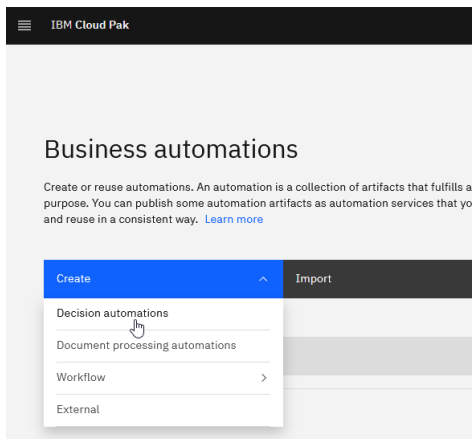 IBM Cloud Pak
Business automations
Create or reuse automations. An automation is a collection of artifacts that fulfills a
purpose. You can publish some automation artifacts as automation services that yo
and reuse in a consistent way. Learn more
Create
Import
Decision automations
Document processing automations
Workflow
External